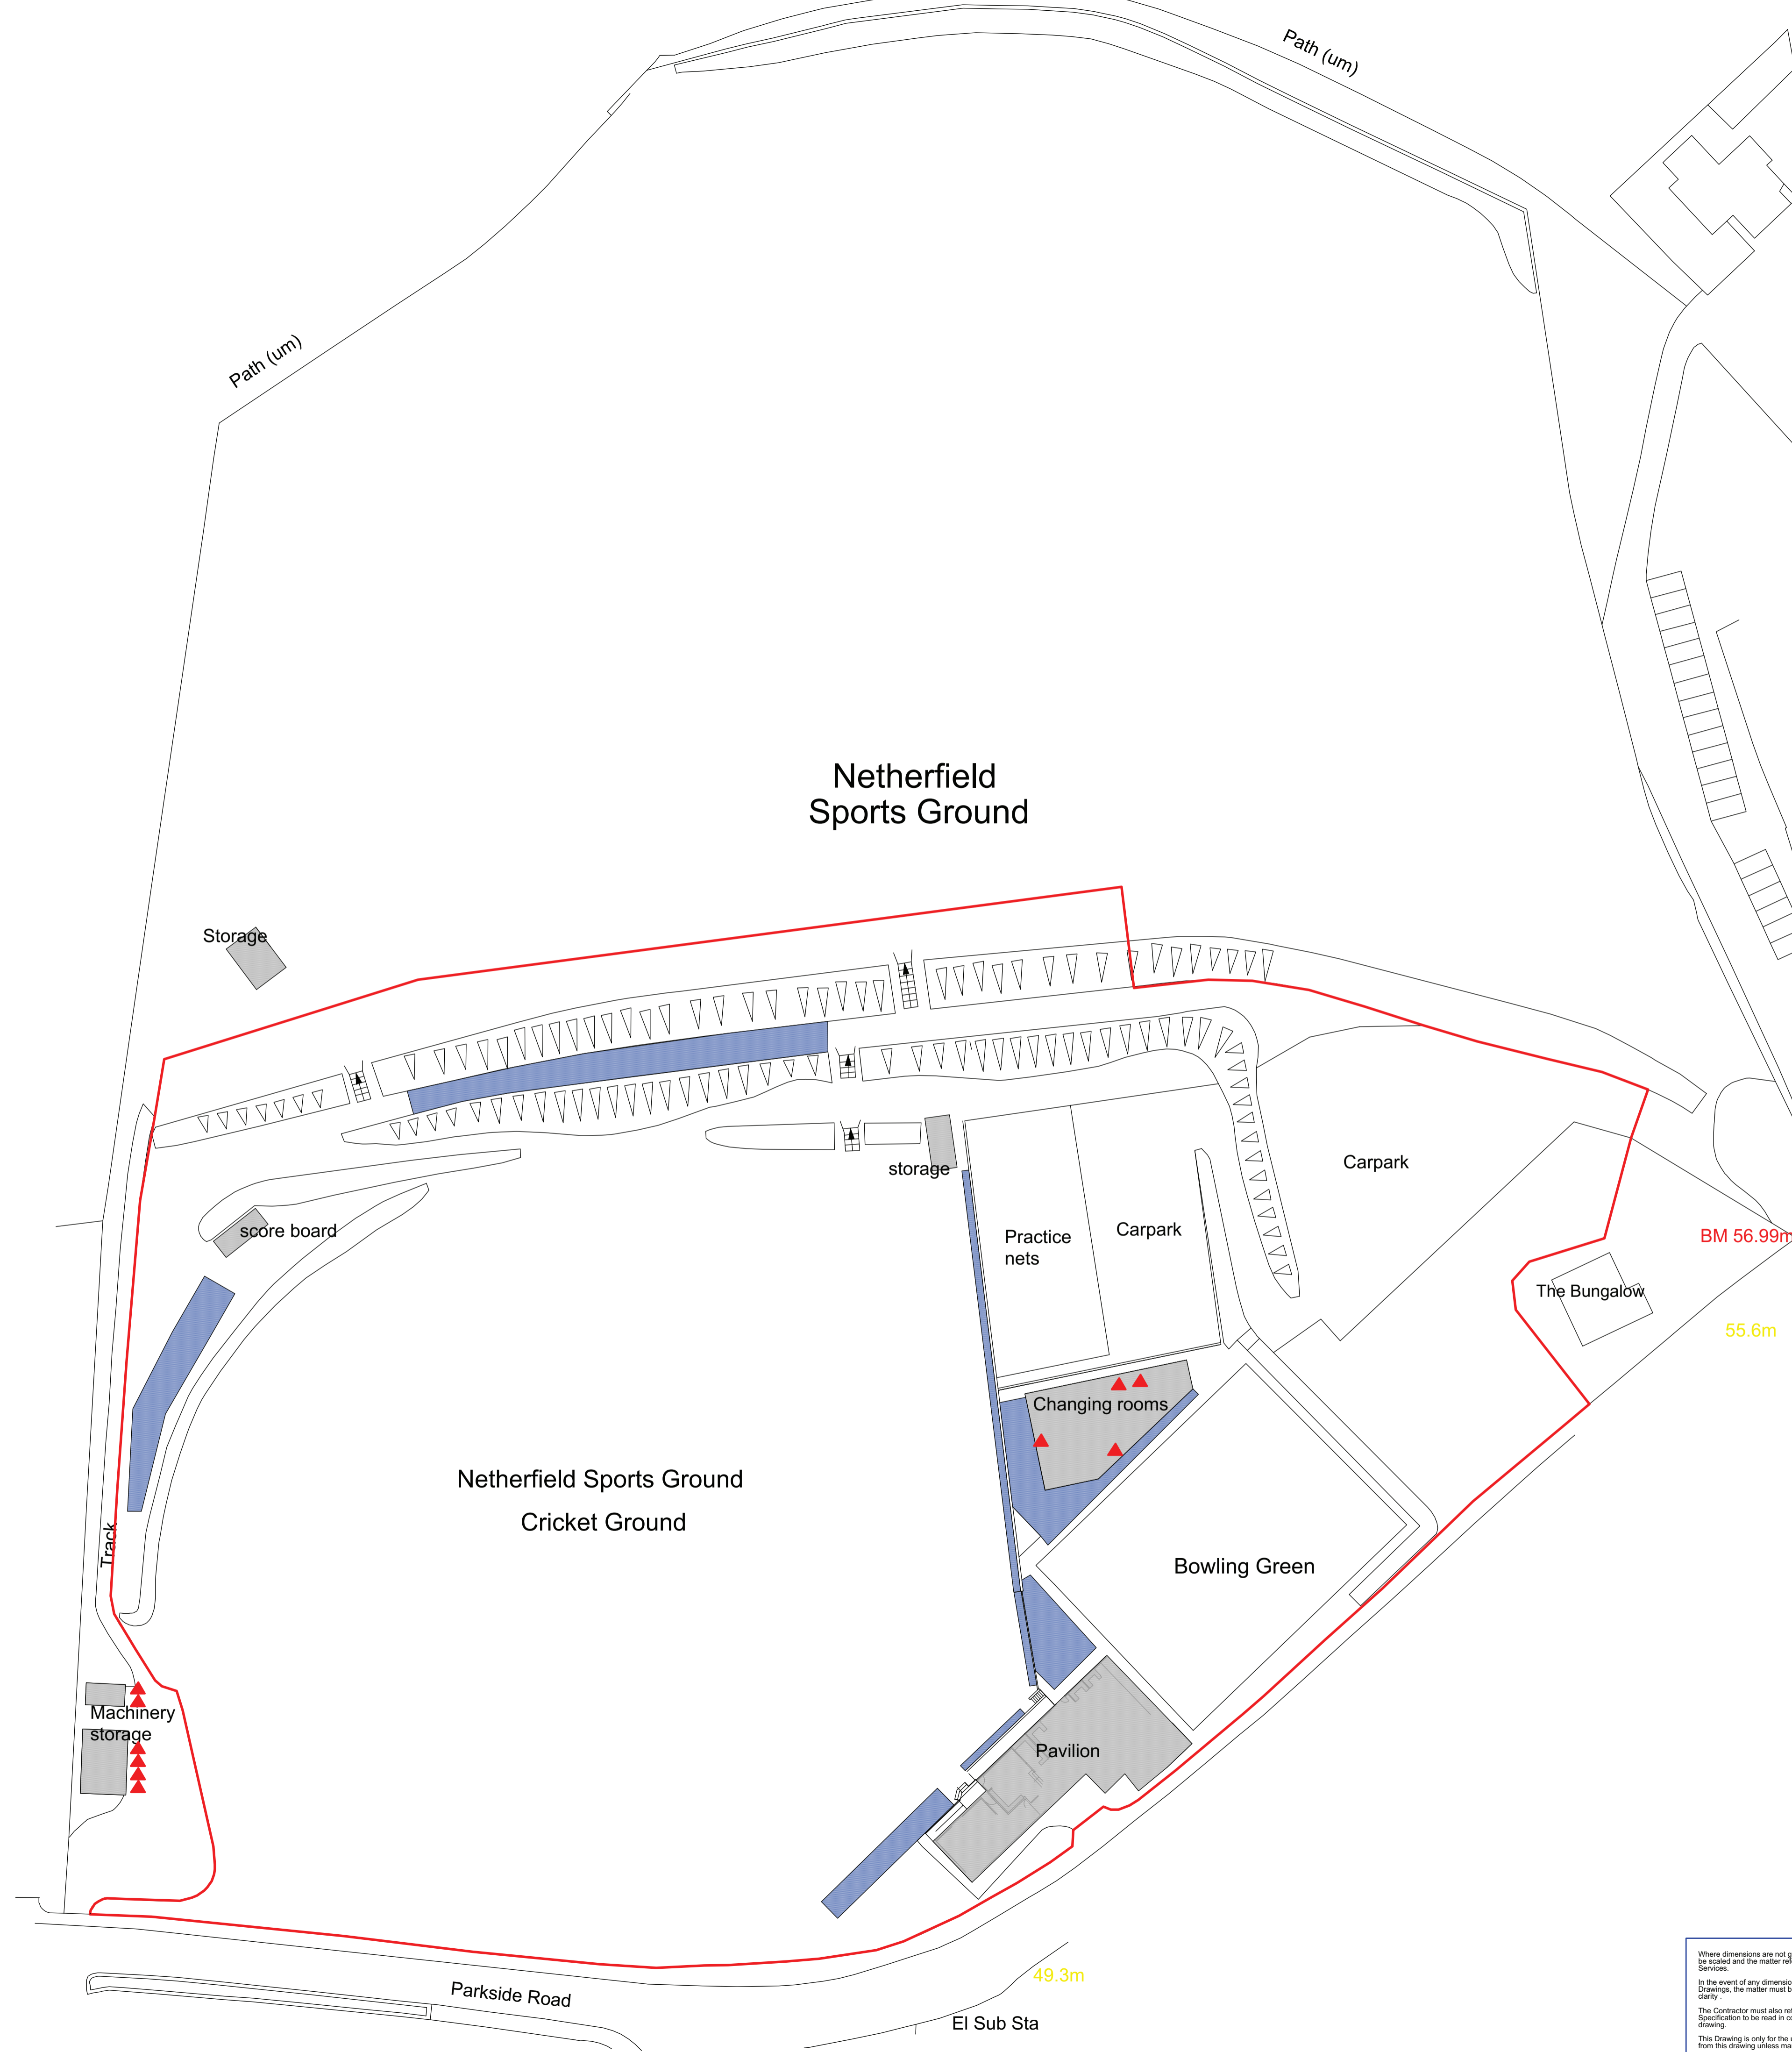 Path (um)
Path (um)
Netherfield
Sports Ground
Storage
storage
score board
Practice
nets
Carpark
Carpark
BM 56.99m
The Bungalow
55.6m
Changing rooms
Netherfield Sports Ground
Cricket Ground
Track
Bowling Green
Machinery
storage
Pavilion
49.3m
Parkside Road
El Sub Sta
Where dimensions are not
be scaled and the matter
Services.
In the event of any
Drawings, the matter must
clarity .
The Contractor must also
Specification to be read in
drawing.
This Drawing is only for the
from this drawing unless